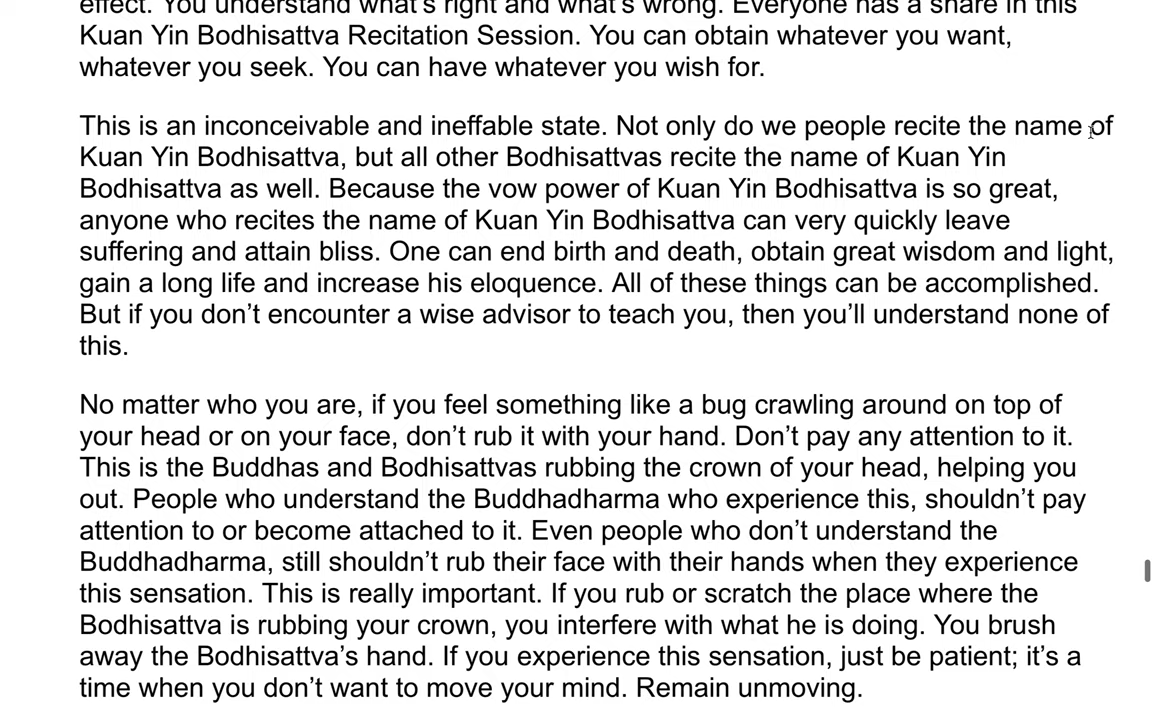 effect. You understand what's right and what's wrong. Everyone has a share in this
Kuan Yin Bodhisattva Recitation Session. You can obtain whatever you want,
whatever you seek. You can have whatever you wish for.
This is an inconceivable and ineffable state. Not only do we people recite the name of
Kuan Yin Bodhisattva, but all other Bodhisattvas recite the name of Kuan Yin
Bodhisattva as well. Because the vow power of Kuan Yin Bodhisattva is so great,
anyone who recites the name of Kuan Yin Bodhisattva can very quickly leave
suffering and attain bliss. One can end birth and death, obtain great wisdom and light,
gain a long life and increase his eloquence. All of these things can be accomplished.
But if you don’t encounter a wise advisor to teach you, then you’ll understand none of
this.
No matter who you are, if you feel something like a bug crawling around on top of
your head or on your face, don’t rub it with your hand. Don’t pay any attention to it.
This is the Buddhas and Bodhisattvas rubbing the crown of your head, helping you
out. People who understand the Buddhadharma who experience this, shouldn’t pay
attention to or become attached to it. Even people who don’t understand the
Buddhadharma, still shouldn’t rub their face with their hands when they experience
this sensation. This is really important. If you rub or scratch the place where the
Bodhisattva is rubbing your crown, you interfere with what he is doing. You brush
away the Bodhisattva’s hand. If you experience this sensation, just be patient; it’s a
time when you don’t want to move your mind. Remain unmoving.